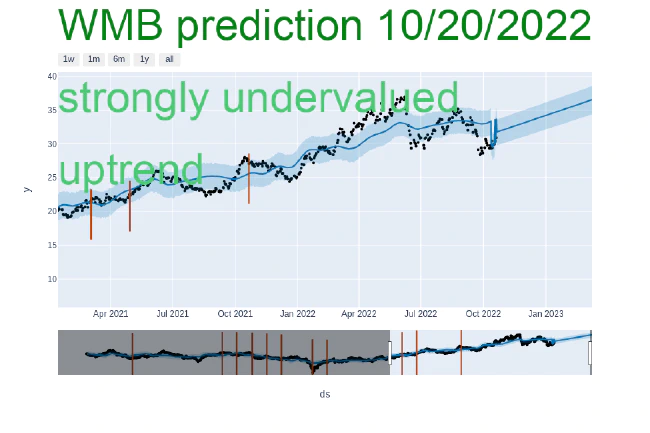 WMB prediction 10/20/2022
1w 1m 6m 1y all
40
strongly undervalued
35
30
uptrend
25
y
20
15
10
Apr 2021 Jul 2021 Oct 2021 Jan 2022 Apr 2022 Jul 2022 Oct 2022 Jan 2023
ds